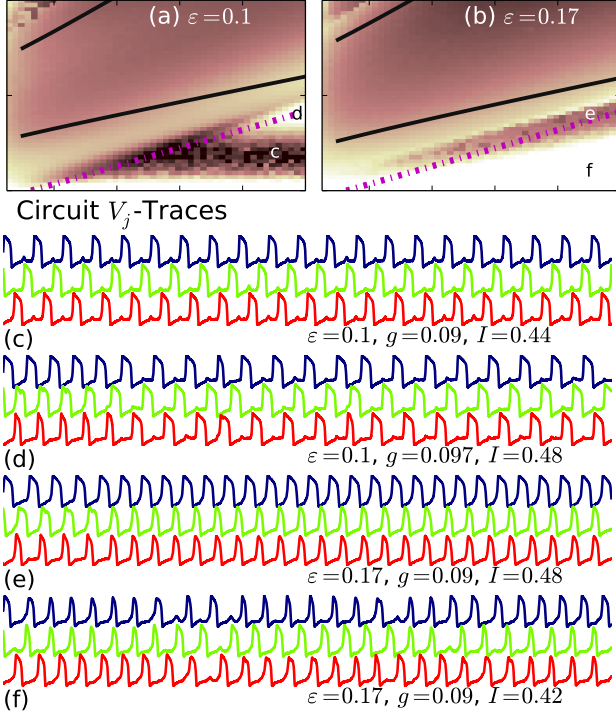 (a) ε=0.1
(b) ε=0.17
d
e
c
f
Circuit V_j-Traces
(c)
ε=0.1, g=0.09, I=0.44
(d)
ε=0.1, g=0.097, I=0.48
(e)
ε=0.17, g=0.09, I=0.48
(f)
ε=0.17, g=0.09, I=0.42